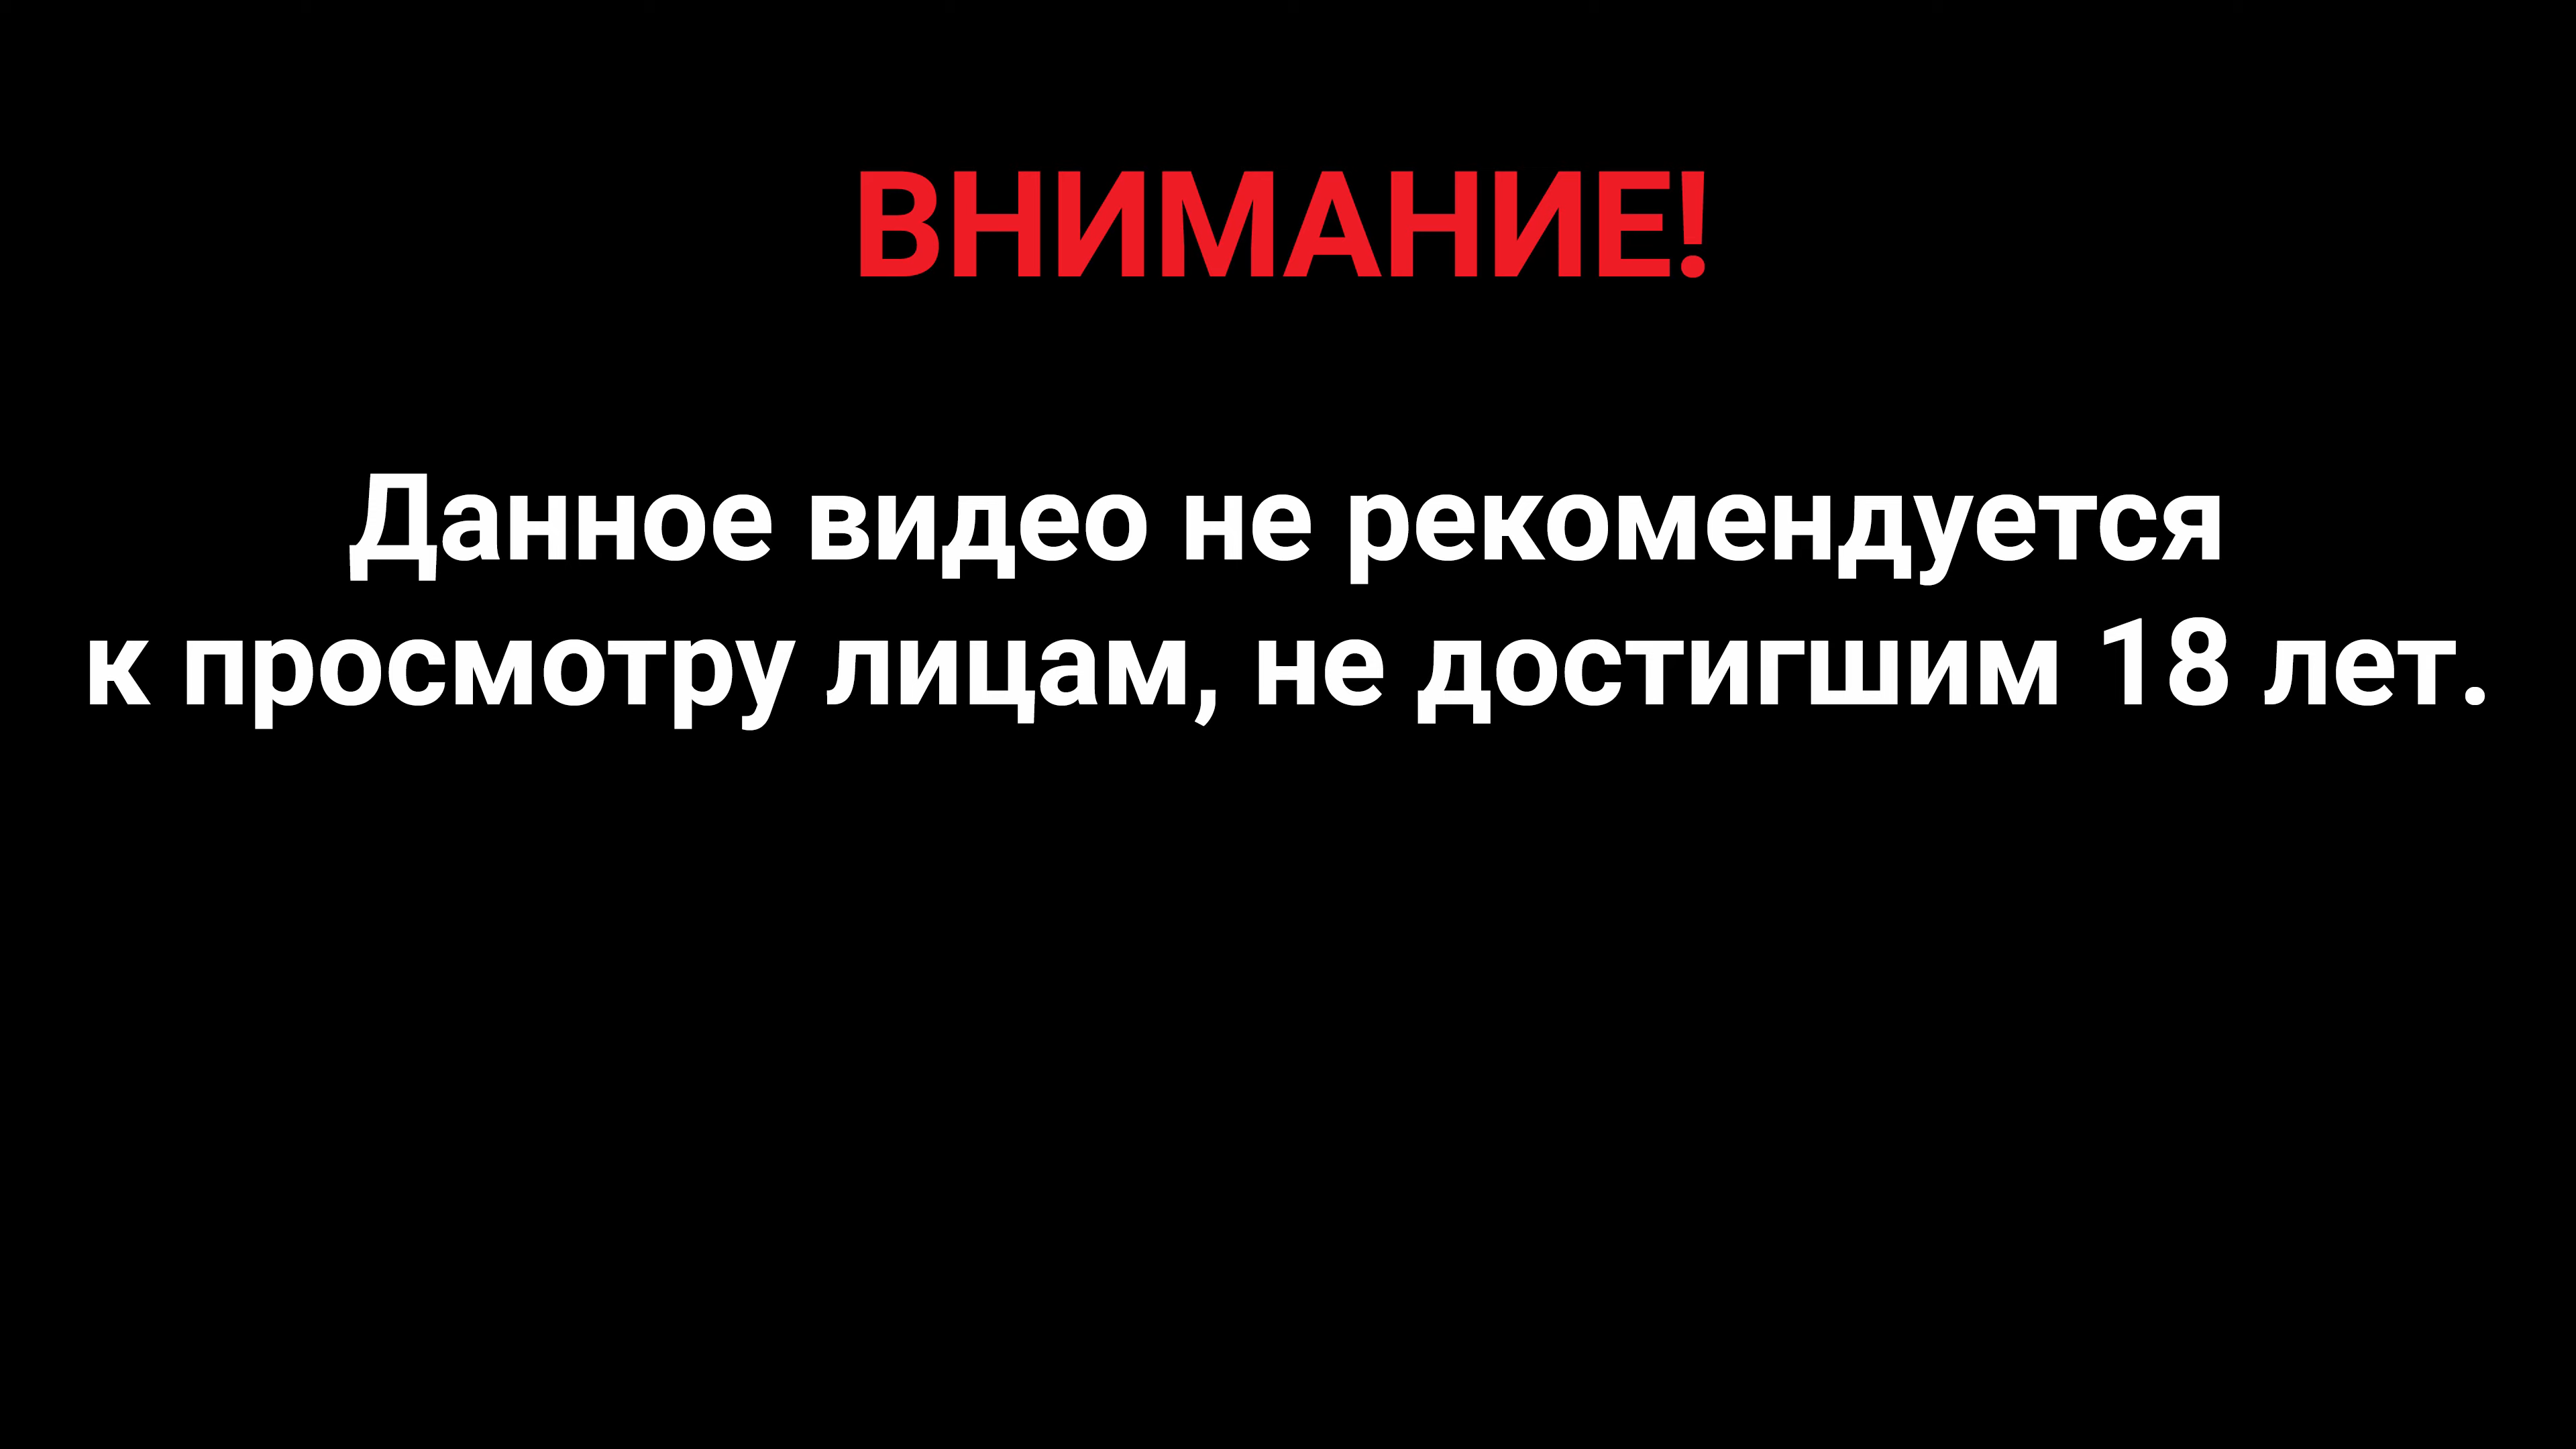 ВНИМАНИЕ!
Данное видео не рекомендуется
к просмотру лицам, не достигшим 18 лет.